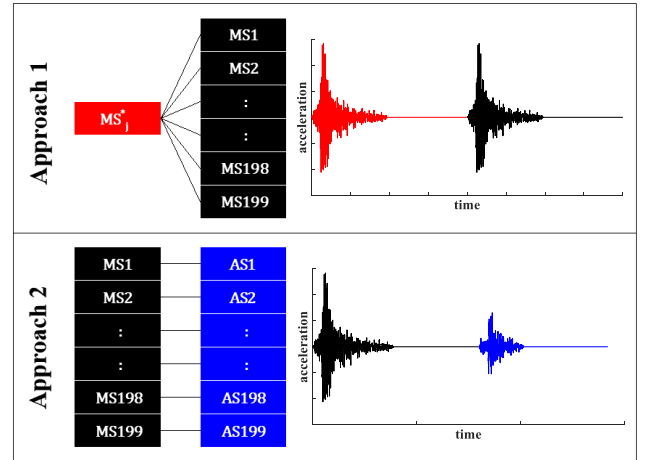 Approach 1
MS*j
MS1
MS2
:
:
MS198
MS199
acceleration
time
Approach 2
MS1
MS2
:
:
MS198
MS199
AS1
AS2
:
:
AS198
AS199
acceleration
time